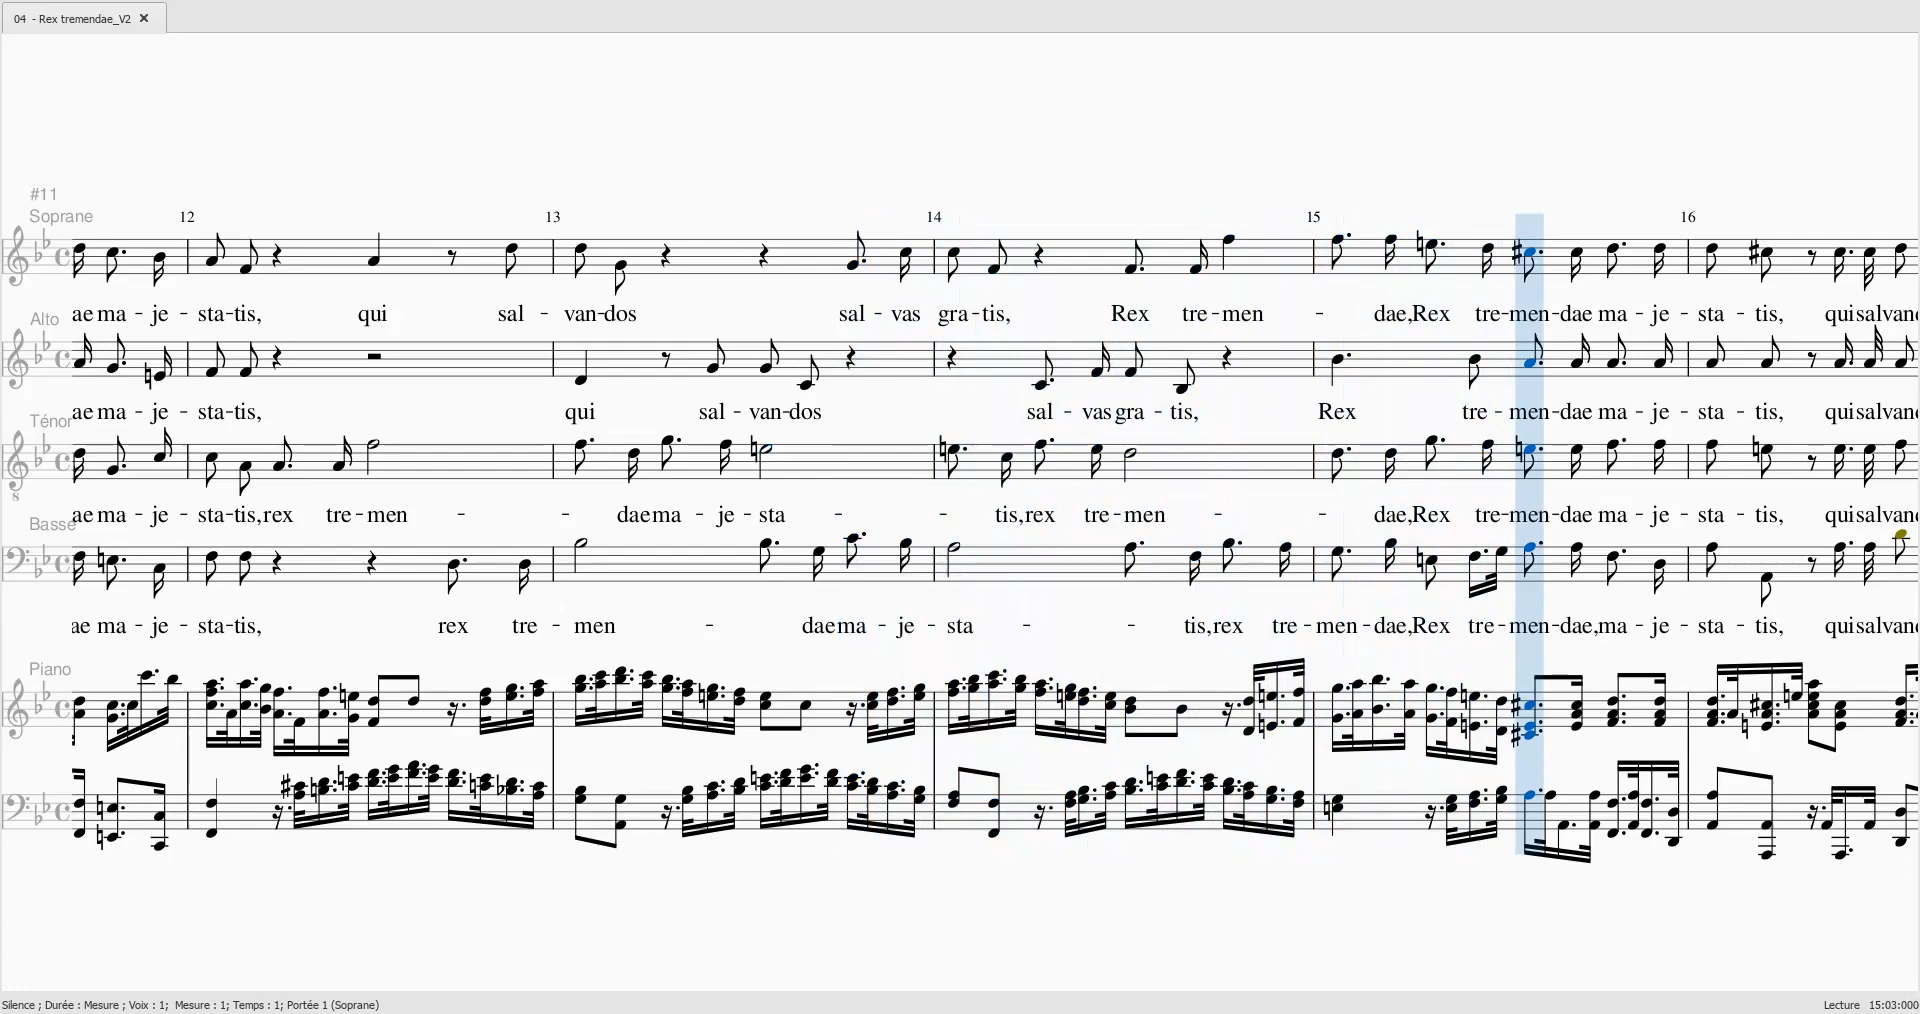 04 - Rex tremendae_V2
#11
Soprane 12 13 14 15 16
ae ma - je - sta-tis, qui sal - van-dos sal - vas gra-tis, Rex tre-men - dae,Rex tre-men-dae ma - je - sta - tis, quisalvand
Alto
ae ma - je - sta-tis, qui sal - van-dos sal - vas gra - tis, Rex tre - men-dae ma - je - sta - tis, quisalvand
Ténor
ae ma - je - sta-tis,rex tre-men - - daema - je - sta - - tis,rex tre-men - - dae,Rex tre-men-dae ma - je - sta - tis, quisalvand
8
Basse
ae ma - je - sta-tis, rex tre - men - daema - je - sta - - tis,rex tre-men-dae,Rex tre-men-dae,ma - je - sta - tis, quisalvand
Piano
Silence ; Durée : Mesure ; Voix : 1; Mesure : 1; Temps : 1; Portée 1 (Soprane) Lecture 15:03:000